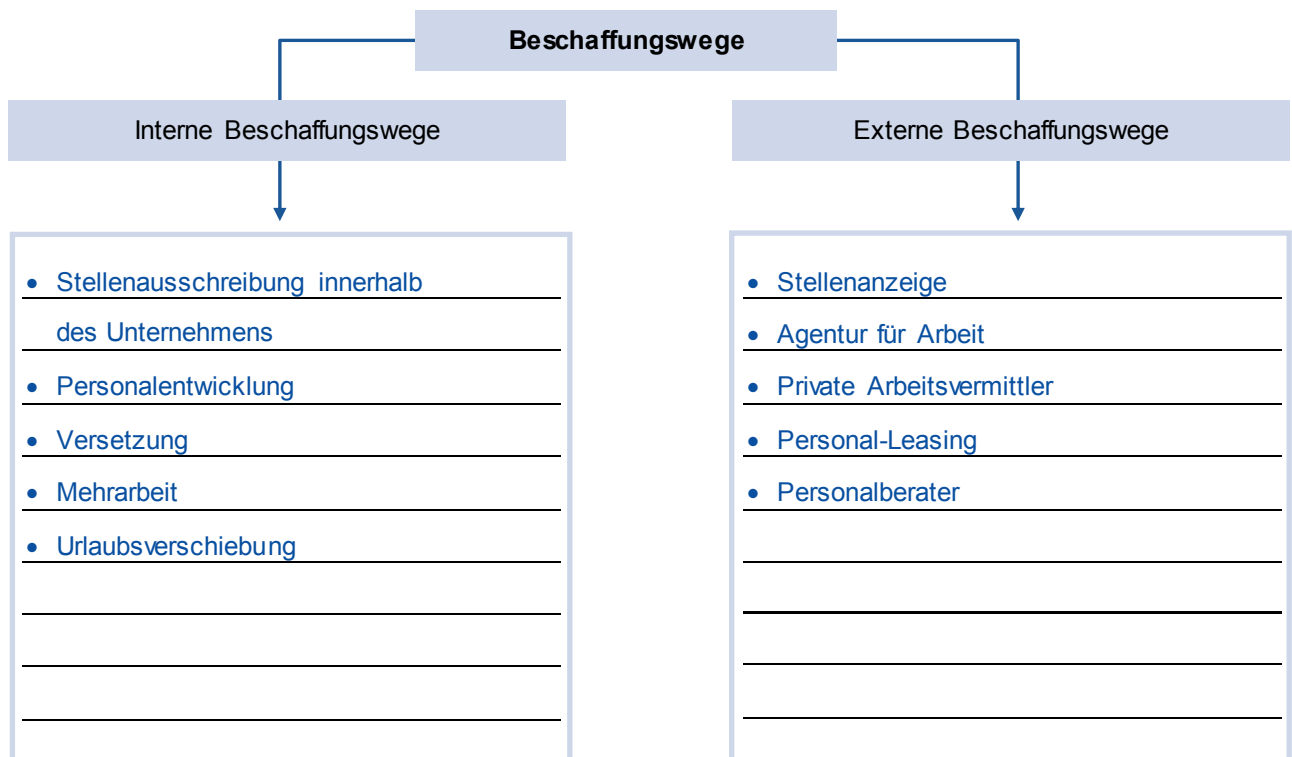 Beschaffungswege
Interne Beschaffungswege
Externe Beschaffungswege
• Stellenausschreibung innerhalb
des Unternehmens
• Personalentwicklung
• Versetzung
• Mehrarbeit
• Urlaubsverschiebung
• Stellenanzeige
• Agentur für Arbeit
• Private Arbeitsvermittler
• Personal-Leasing
• Personalberater